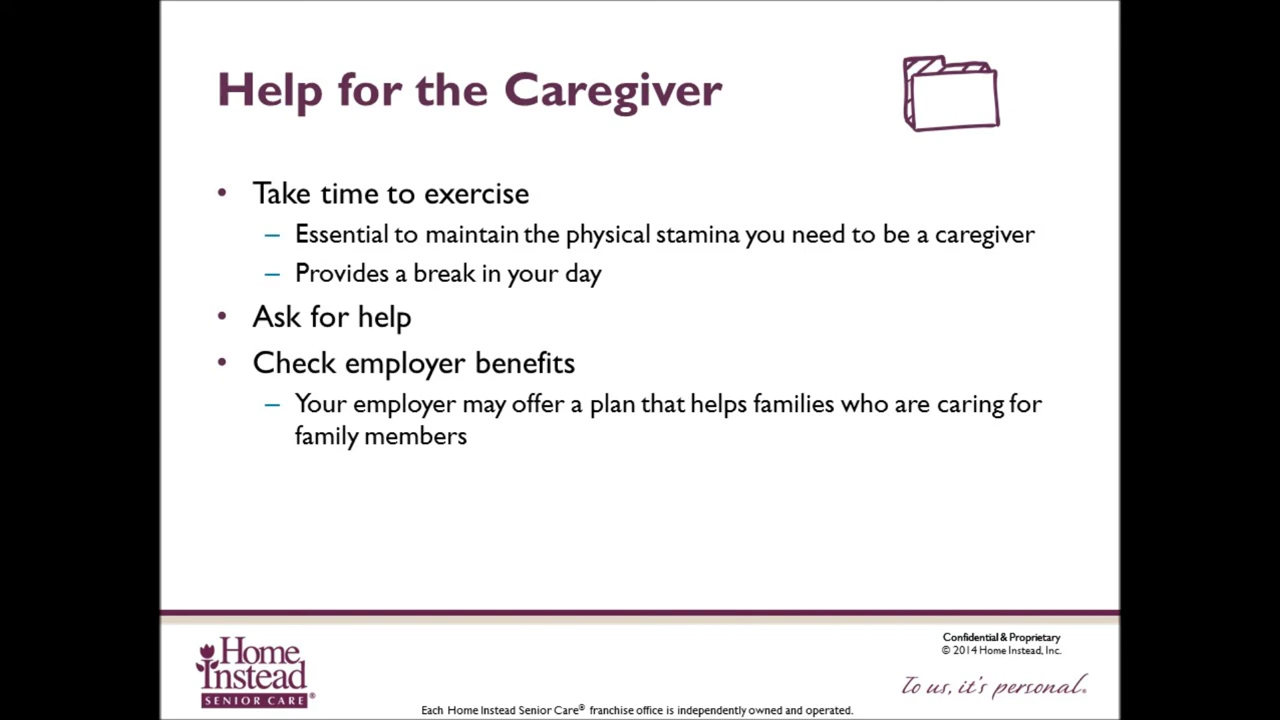 Help for the Caregiver
• Take time to exercise
– Essential to maintain the physical stamina you need to be a caregiver
– Provides a break in your day
• Ask for help
• Check employer benefits
– Your employer may offer a plan that helps families who are caring for
family members
Home
Instead
SENIOR CARE®
Confidential & Proprietary
© 2014 Home Instead, Inc.
To us, it's personal.
Each Home Instead Senior Care® franchise office is independently owned and operated.